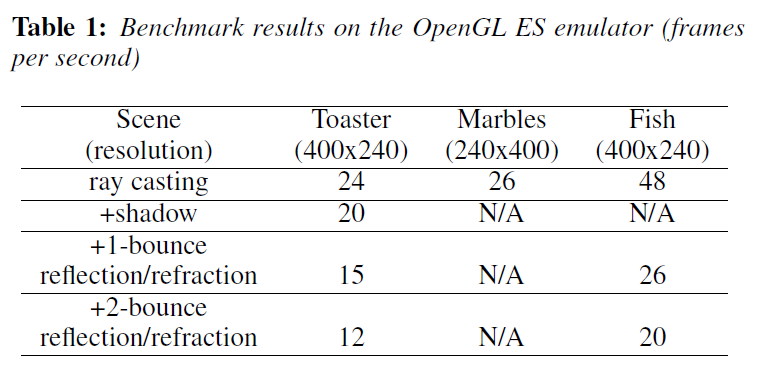 Table 1: Benchmark results on the OpenGL ES emulator (frames
per second)
Scene Toaster Marbles Fish
(resolution) (400x240) (240x400) (400x240)
ray casting 24 26 48
+shadow 20 N/A N/A
+1-bounce
reflection/refraction 15 N/A 26
+2-bounce
reflection/refraction 12 N/A 20